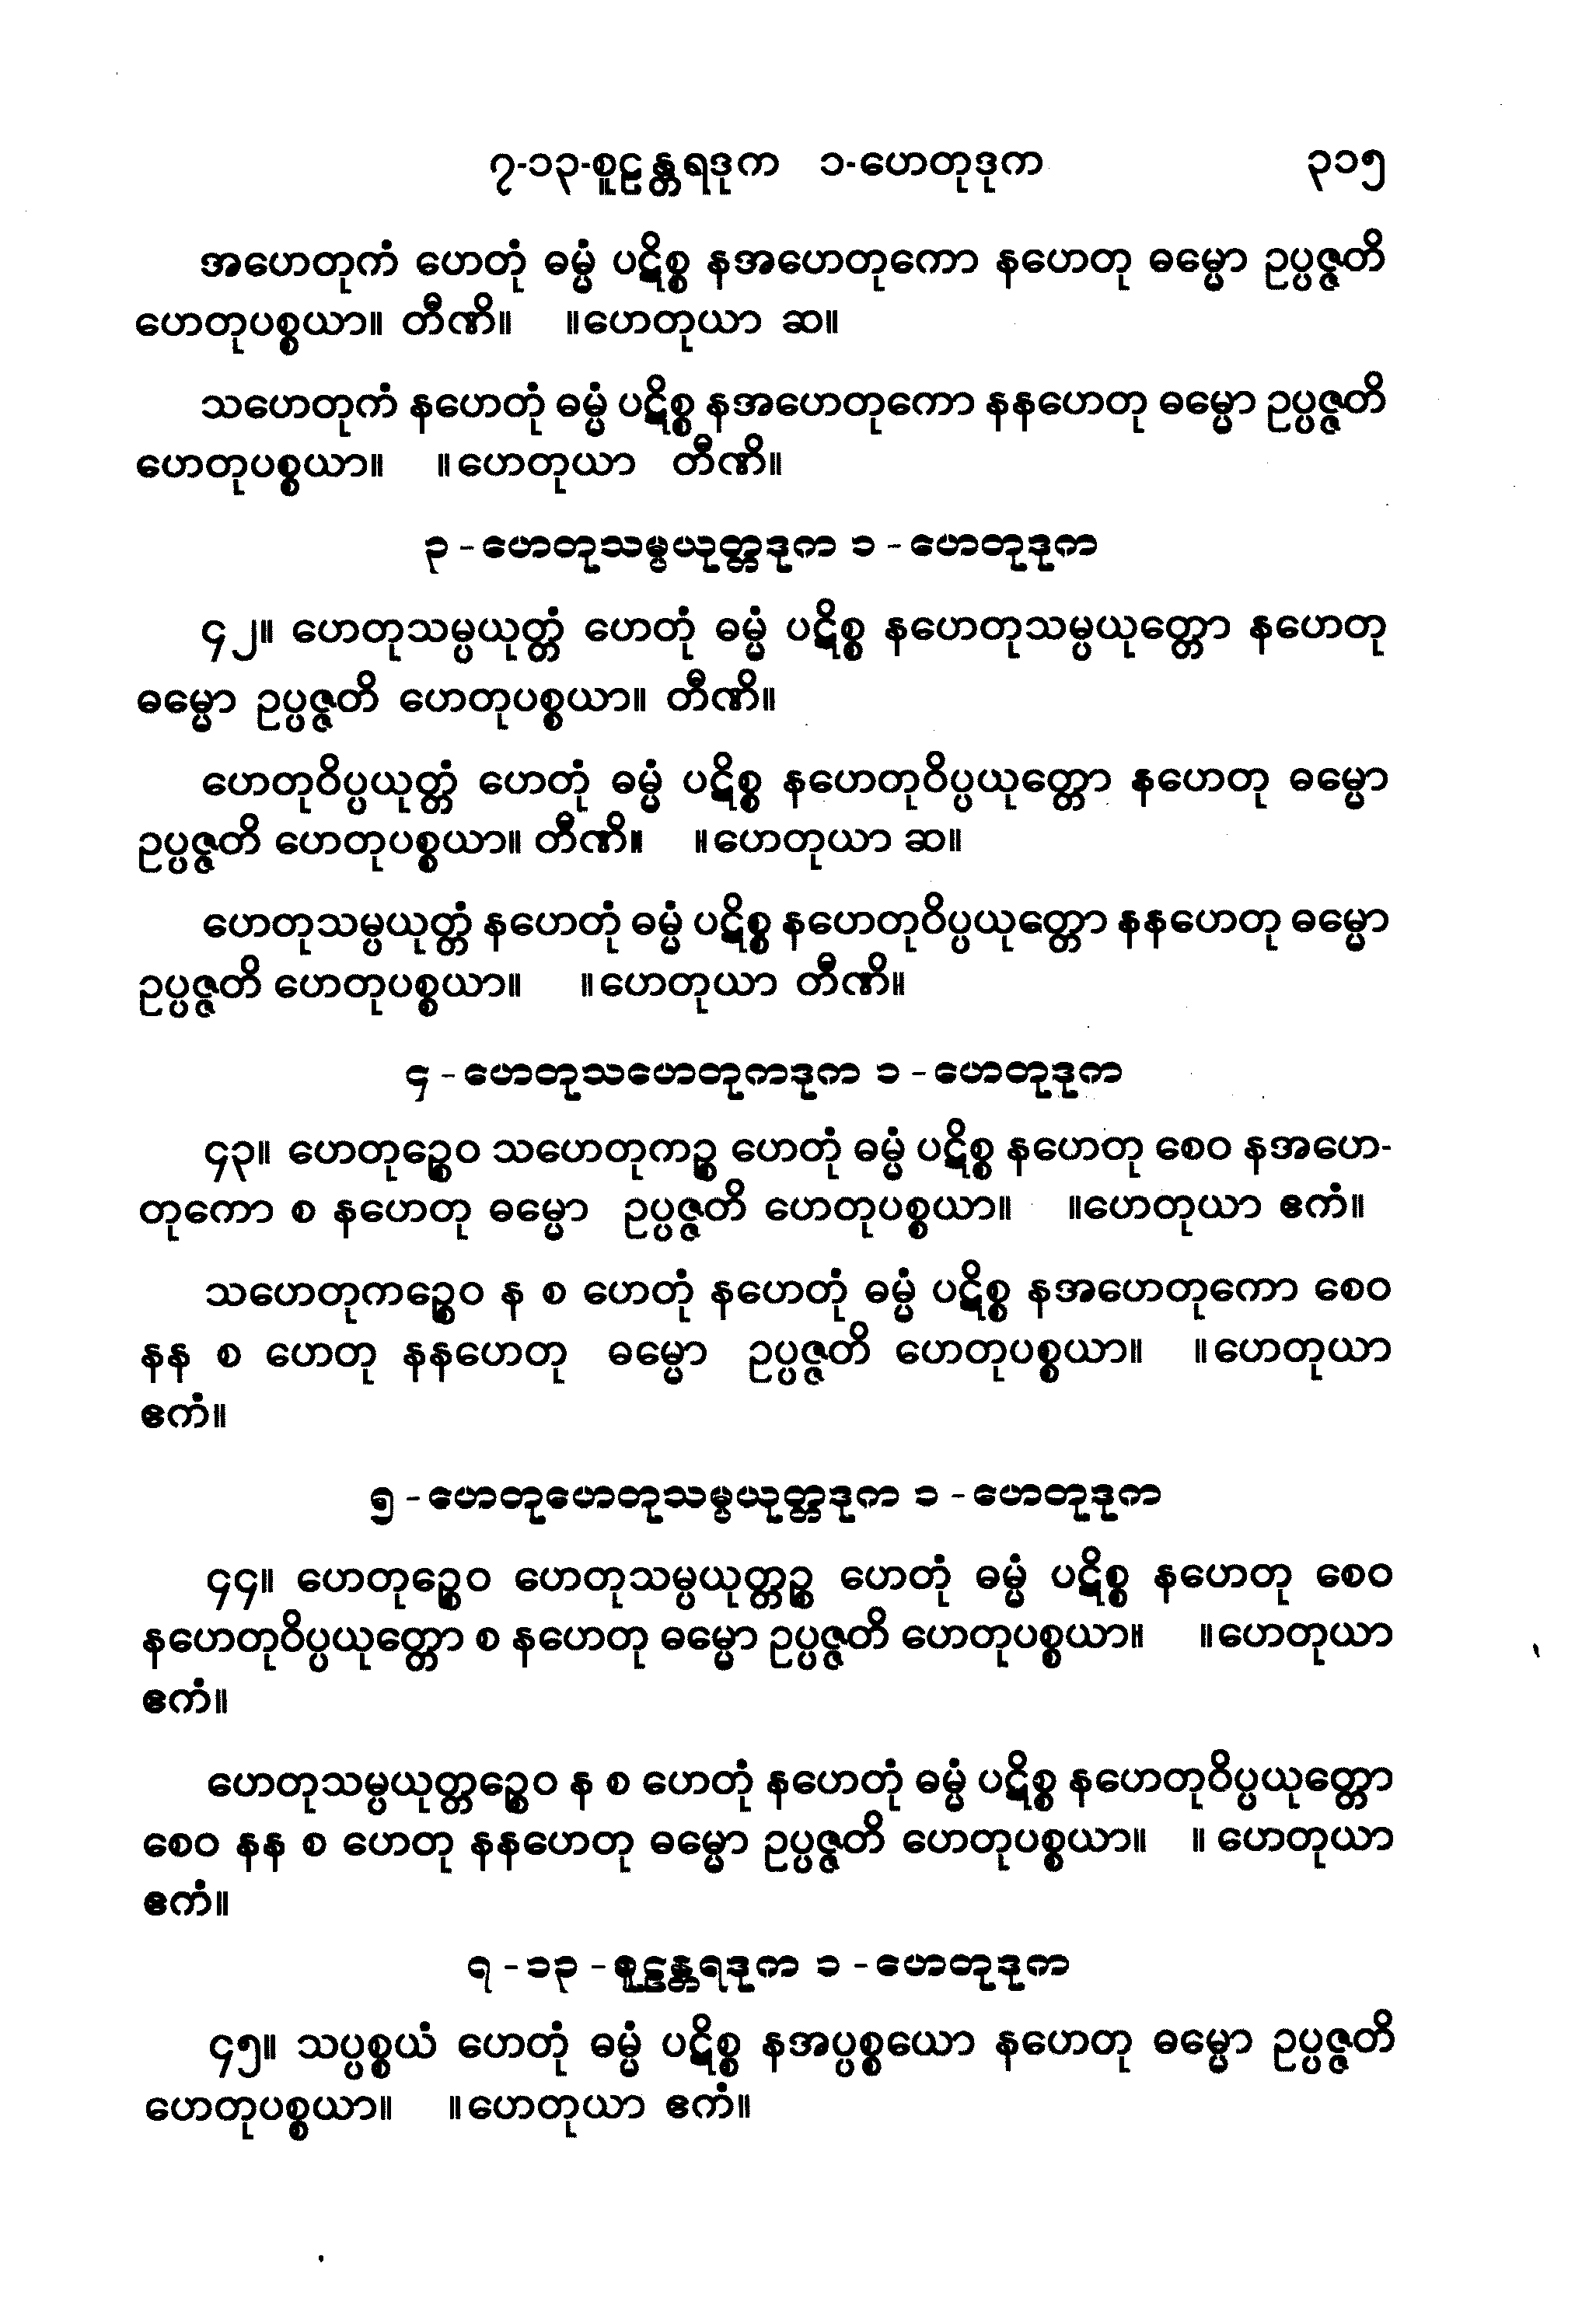 ၇-၁၃-စူဠန္တရဒုက ၁-ဟေတုဒုက ၃၁၅
အဟေတုကံ ဟေတုံ ဓမ္မံ ပဋိစ္စ နအဟေတုကော နဟေတု ဓမ္မော ဥပ္ပဇ္ဇတိ
ဟေတုပစ္စယာ။ တီဏိ။ ။ဟေတုယာ ဆ။
သဟေတုကံ နဟေတုံ ဓမ္မံ ပဋိစ္စ နအဟေတုကော နနဟေတု ဓမ္မော ဥပ္ပဇ္ဇတိ
ဟေတုပစ္စယာ။ ။ဟေတုယာ တီဏိ။
၃ - ဟေတုသမ္ပယုတ္တဒုက ၁ - ဟေတုဒုက
၄၂။ ဟေတုသမ္ပယုတ္တံ ဟေတုံ ဓမ္မံ ပဋိစ္စ နဟေတုသမ္ပယုတ္တော နဟေတု
ဓမ္မော ဥပ္ပဇ္ဇတိ ဟေတုပစ္စယာ။ တီဏိ။
ဟေတုဝိပ္ပယုတ္တံ ဟေတုံ ဓမ္မံ ပဋိစ္စ နဟေတုဝိပ္ပယုတ္တော နဟေတု ဓမ္မော
ဥပ္ပဇ္ဇတိ ဟေတုပစ္စယာ။ တီဏိ။ ။ဟေတုယာ ဆ။
ဟေတုသမ္ပယုတ္တံ နဟေတုံ ဓမ္မံ ပဋိစ္စ နဟေတုဝိပ္ပယုတ္တော နနဟေတု ဓမ္မော
ဥပ္ပဇ္ဇတိ ဟေတုပစ္စယာ။ ။ဟေတုယာ တီဏိ။
၄ - ဟေတုသဟေတုကဒုက ၁ - ဟေတုဒုက
၄၃။ ဟေတုဉ္စေဝ သဟေတုကဉ္စ ဟေတုံ ဓမ္မံ ပဋိစ္စ နဟေတု စေဝ နအဟေ-
တုကော စ နဟေတု ဓမ္မော ဥပ္ပဇ္ဇတိ ဟေတုပစ္စယာ။ ။ဟေတုယာ ဧကံ။
သဟေတုကဉ္စေဝ န စ ဟေတုံ နဟေတုံ ဓမ္မံ ပဋိစ္စ နအဟေတုကော စေဝ
နန စ ဟေတု နနဟေတု ဓမ္မော ဥပ္ပဇ္ဇတိ ဟေတုပစ္စယာ။ ။ဟေတုယာ
ဧကံ။
၅ - ဟေတုဟေတုသမ္ပယုတ္တဒုက ၁ - ဟေတုဒုက
၄၄။ ဟေတုဉ္စေဝ ဟေတုသမ္ပယုတ္တဉ္စ ဟေတုံ ဓမ္မံ ပဋိစ္စ နဟေတု စေဝ
နဟေတုဝိပ္ပယုတ္တော စ နဟေတု ဓမ္မော ဥပ္ပဇ္ဇတိ ဟေတုပစ္စယာ။ ။ဟေတုယာ
ဧကံ။
ဟေတုသမ္ပယုတ္တဉ္စေဝ န စ ဟေတုံ နဟေတုံ ဓမ္မံ ပဋိစ္စ နဟေတုဝိပ္ပယုတ္တော
စေဝ နန စ ဟေတု နနဟေတု ဓမ္မော ဥပ္ပဇ္ဇတိ ဟေတုပစ္စယာ။ ။ ဟေတုယာ
ဧကံ။
၇ - ၁၃ - စူဠန္တရဒုက ၁ - ဟေတုဒုက
၄၅။ သပ္ပစ္စယံ ဟေတုံ ဓမ္မံ ပဋိစ္စ နအပ္ပစ္စယော နဟေတု ဓမ္မော ဥပ္ပဇ္ဇတိ
ဟေတုပစ္စယာ။ ။ဟေတုယာ ဧကံ။